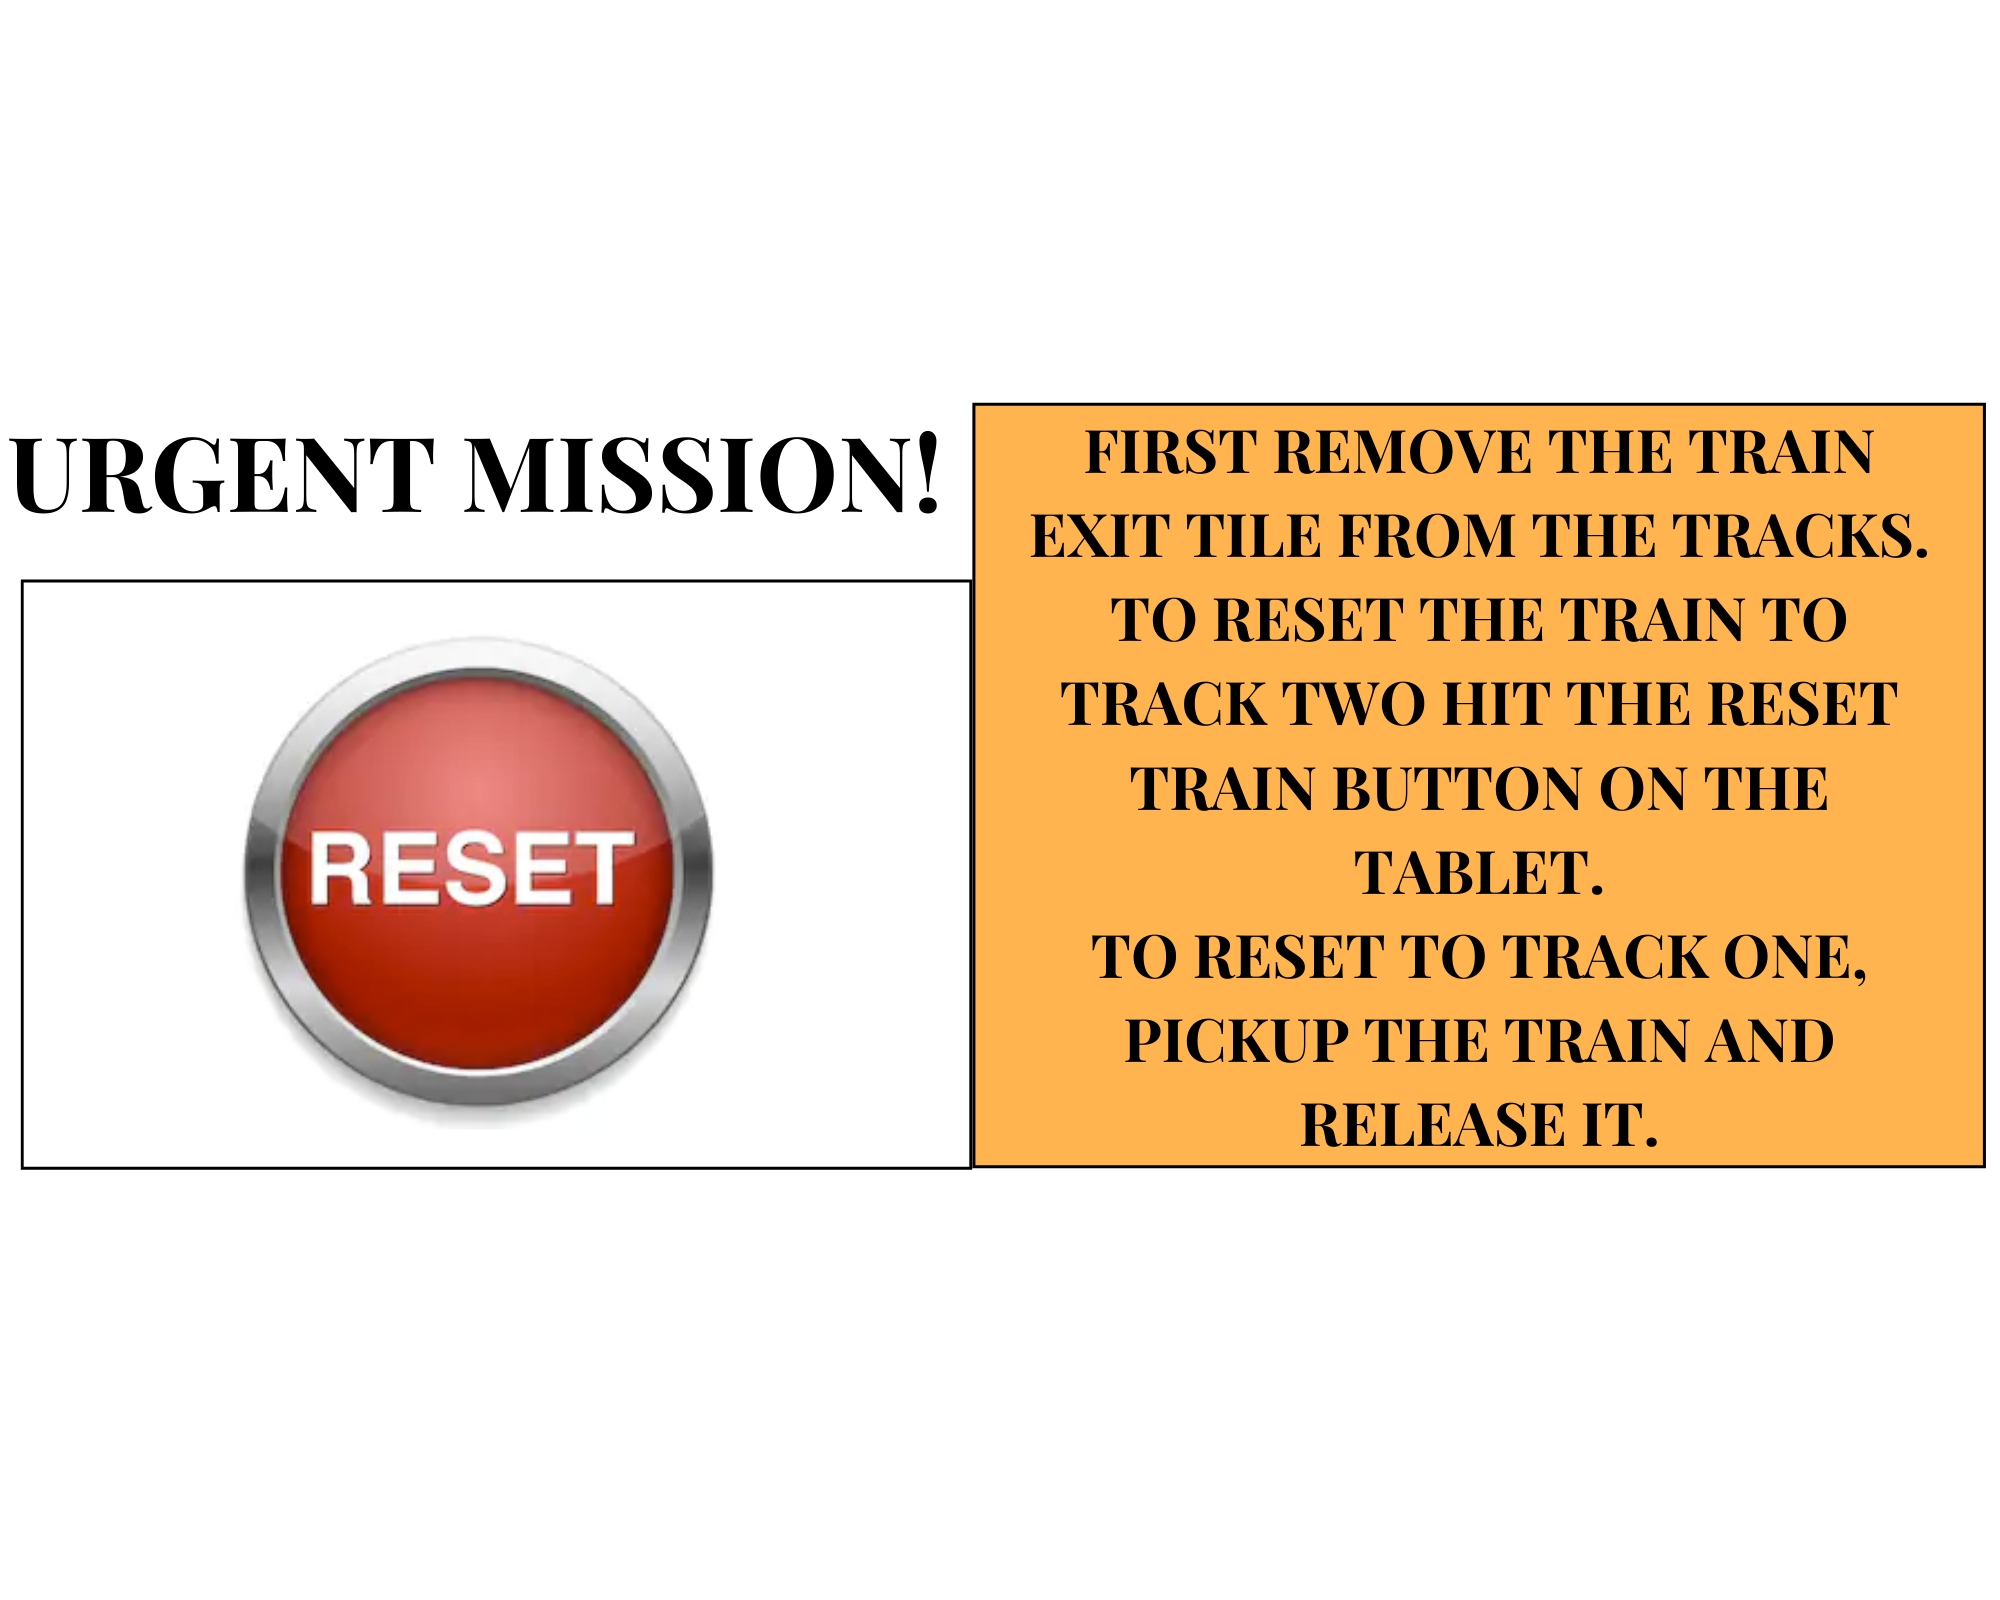 URGENT MISSION!
RESET
FIRST REMOVE THE TRAIN
EXIT TILE FROM THE TRACKS.
TO RESET THE TRAIN TO
TRACK TWO HIT THE RESET
TRAIN BUTTON ON THE
TABLET.
TO RESET TO TRACK ONE,
PICKUP THE TRAIN AND
RELEASE IT.